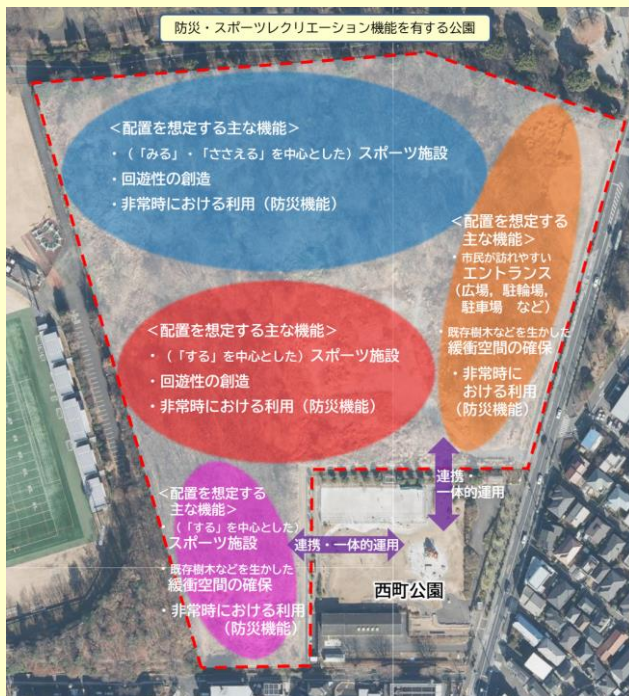 防災・スポーツレクリエーション機能を有する公園
＜配置を想定する主な機能＞
・（「みる」・「ささえる」を中心とした）スポーツ施設
・回遊性の創造
・非常時における利用（防災機能）
＜配置を想定する
主な機能＞
・市民が訪れやすい
エントランス
（広場，駐輪場，
駐車場　など）
・既存樹木などを生かした
緩衝空間の確保
・非常時に
おける利用
（防災機能）
＜配置を想定する主な機能＞
・（「する」を中心とした）スポーツ施設
・回遊性の創造
・非常時における利用（防災機能）
＜配置を想定する
主な機能＞
・（「する」を中心とした）
スポーツ施設
・既存樹木などを生かした
緩衝空間の確保
・非常時における利用
（防災機能）
連携・
一体的運用
連携・一体的運用
西町公園